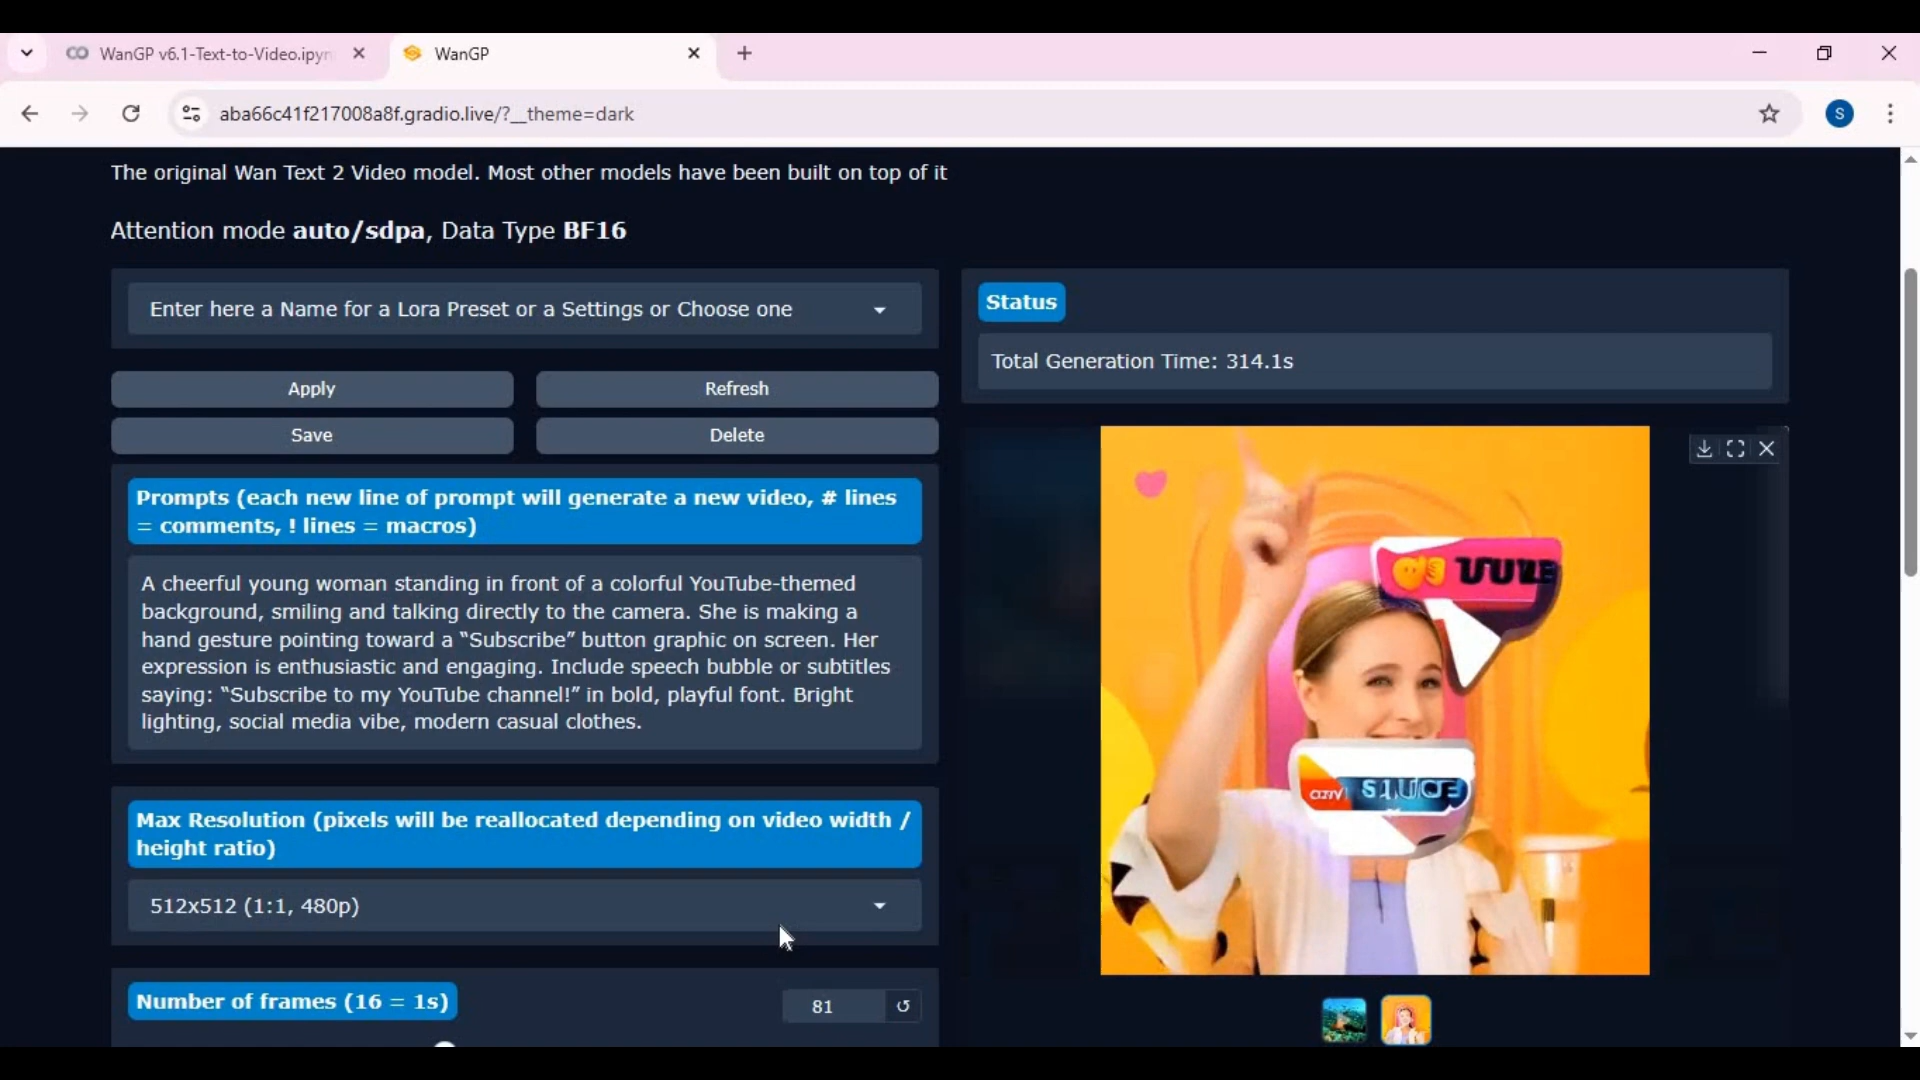 WanGP v6.1-Text-to-Video.ipyn
WanGP
aba66c41f217008a8f.gradio.live/?__theme=dark
S
The original Wan Text 2 Video model. Most other models have been built on top of it
Attention mode auto/sdpa, Data Type BF16
Enter here a Name for a Lora Preset or a Settings or Choose one
Apply
Refresh
Save
Delete
Prompts (each new line of prompt will generate a new video, # lines
= comments, ! lines = macros)
A cheerful young woman standing in front of a colorful YouTube-themed
background, smiling and talking directly to the camera. She is making a
hand gesture pointing toward a “Subscribe” button graphic on screen. Her
expression is enthusiastic and engaging. Include speech bubble or subtitles
saying: “Subscribe to my YouTube channel!” in bold, playful font. Bright
lighting, social media vibe, modern casual clothes.
Max Resolution (pixels will be reallocated depending on video width /
height ratio)
512x512 (1:1, 480p)
Number of frames (16 = 1s)
81
Status
Total Generation Time: 314.1s